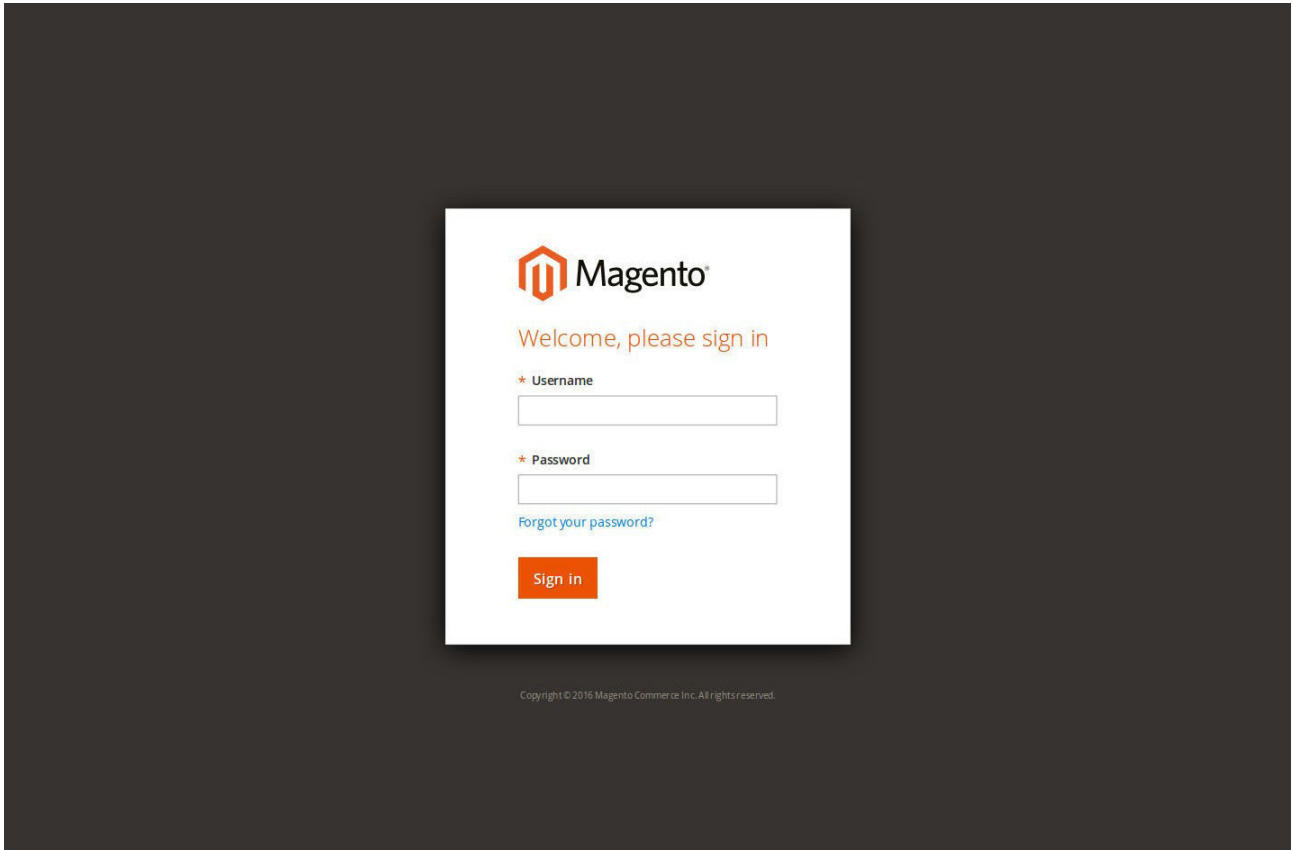 Magento®
Welcome, please sign in
* Username
* Password
Forgot your password?
Sign in
Copyright © 2016 Magento Commerce Inc. All rights reserved.